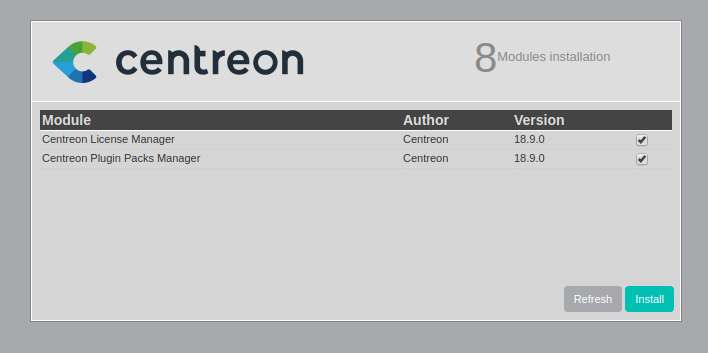 centreon
8 Modules installation
Module Author Version
Centreon License Manager Centreon 18.9.0
Centreon Plugin Packs Manager Centreon 18.9.0
Refresh Install